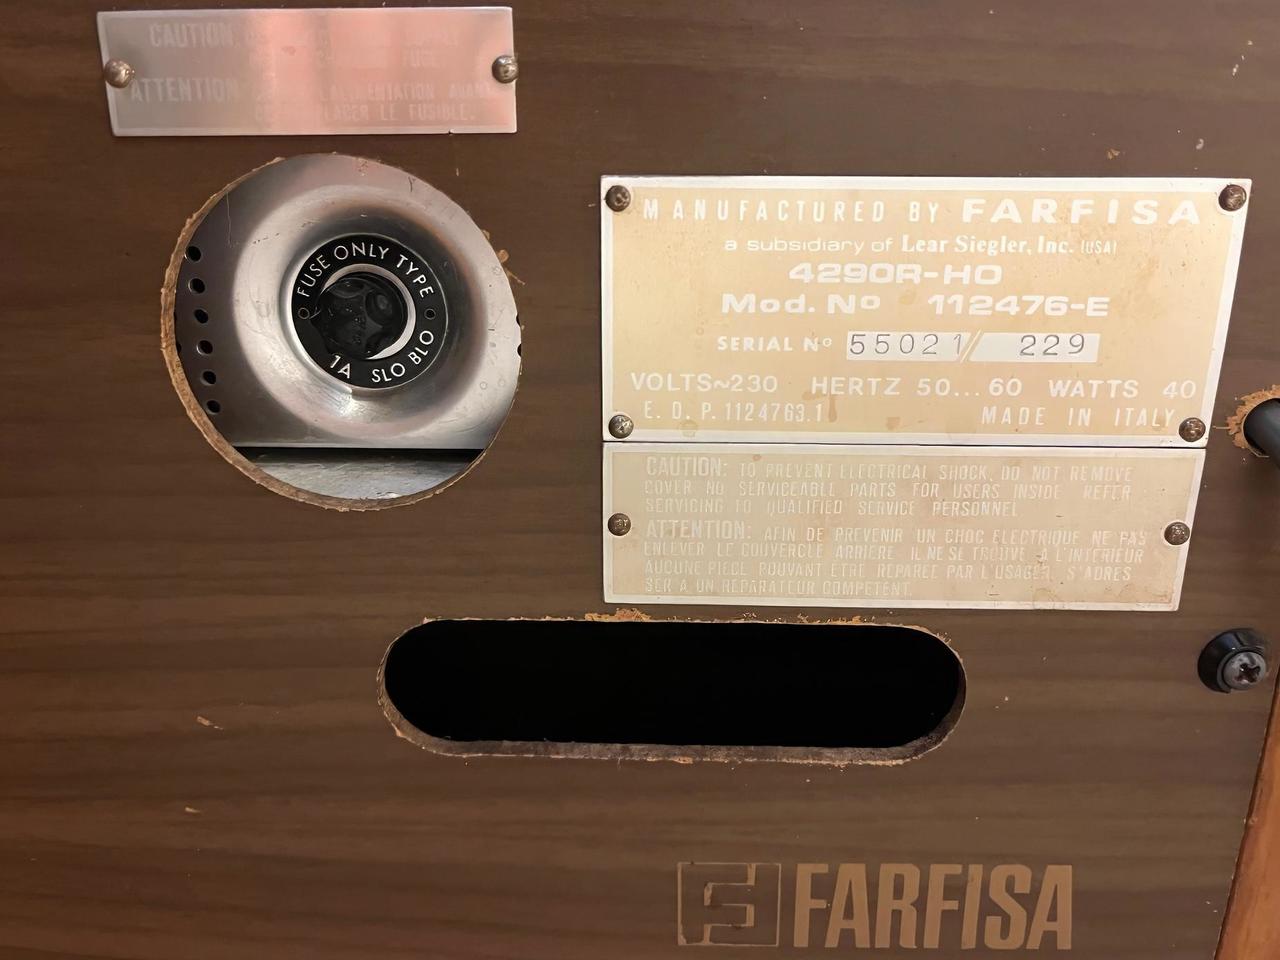 CAUTION:
FUSE.
ATTENTION: L'ALIMENTATION AVANT
LE FUSIBLE.
FUSE ONLY TYPE
1A SLO BLO
MANUFACTURED BY FARFISA
a subsidiary of Lear Siegler, Inc. (USA)
4290R-HO
Mod. No 112476-E
SERIAL No 55021/ 229
VOLTS~230 HERTZ 50...60 WATTS 40
E. D. P. 1124763.1 MADE IN ITALY
CAUTION: TO PREVENT ELECTRICAL SHOCK, DO NOT REMOVE
COVER NO SERVICEABLE PARTS FOR USERS INSIDE REFER
SERVICING TO QUALIFIED SERVICE PERSONNEL
ATTENTION: AFIN DE PREVENIR UN CHOC ELECTRIQUE NE PAS
ENLEVER LE COUVERCLE ARRIERE IL NE SE TROUVE A L'INTERIEUR
AUCUNE PIECE POUVANT ETRE REPAREE PAR L'USAGER S'ADRES
SER A UN REPARATEUR COMPETENT.
FARFISA